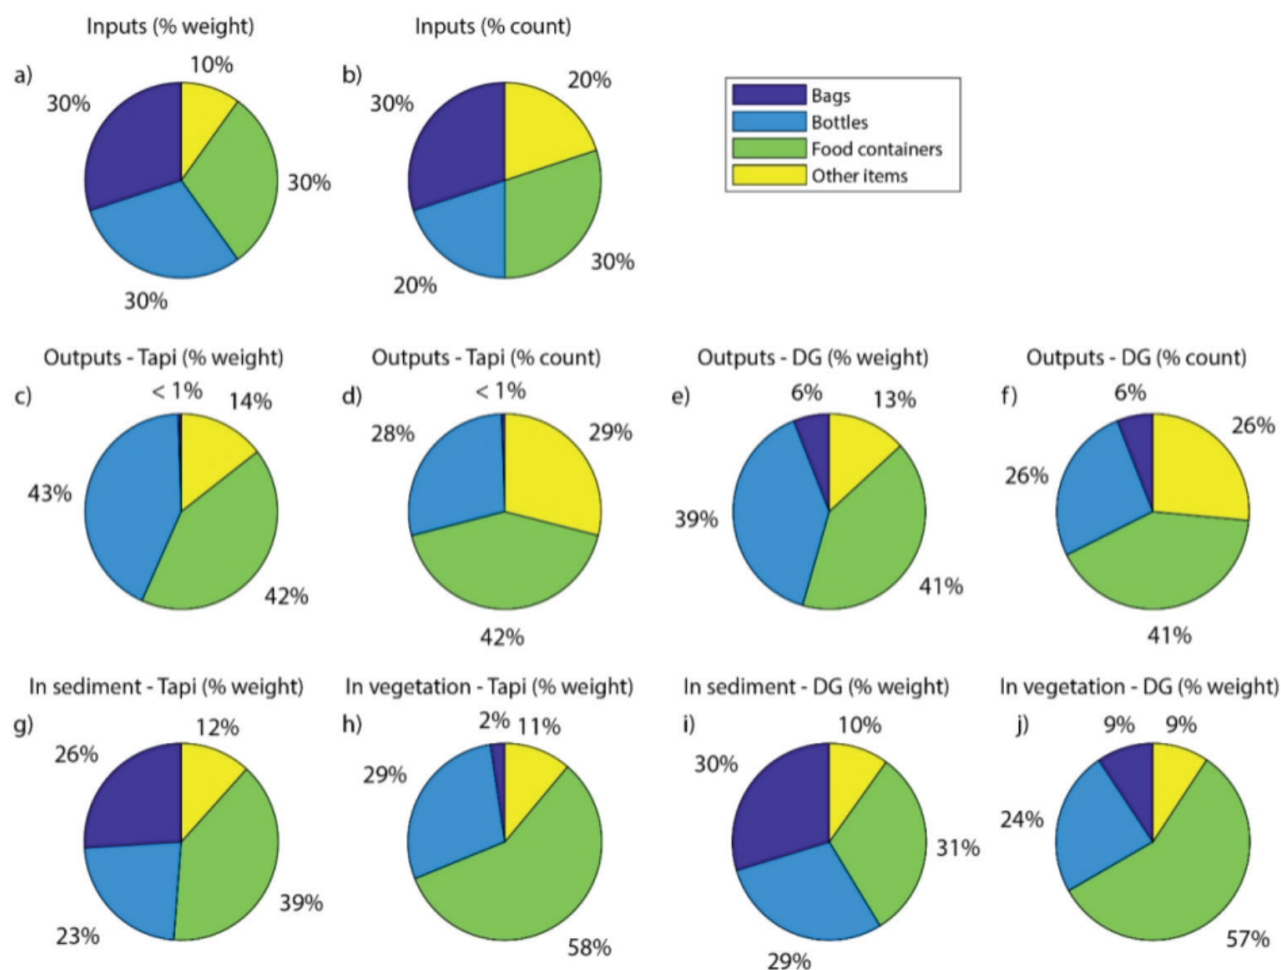 Inputs (% weight)
Inputs (% count)
a)
10%
30%
30%
30%
b)
20%
30%
30%
20%
Bags
Bottles
Food containers
Other items
Outputs - Tapi (% weight)
Outputs - Tapi (% count)
Outputs - DG (% weight)
Outputs - DG (% count)
c)
< 1%
14%
43%
42%
d)
< 1%
28%
29%
42%
e)
6%
13%
39%
41%
f)
6%
26%
26%
41%
In sediment - Tapi (% weight)
In vegetation - Tapi (% weight)
In sediment - DG (% weight)
In vegetation - DG (% weight)
g)
12%
26%
39%
23%
h)
2%
11%
29%
58%
i)
10%
30%
31%
29%
j)
9%
9%
24%
57%